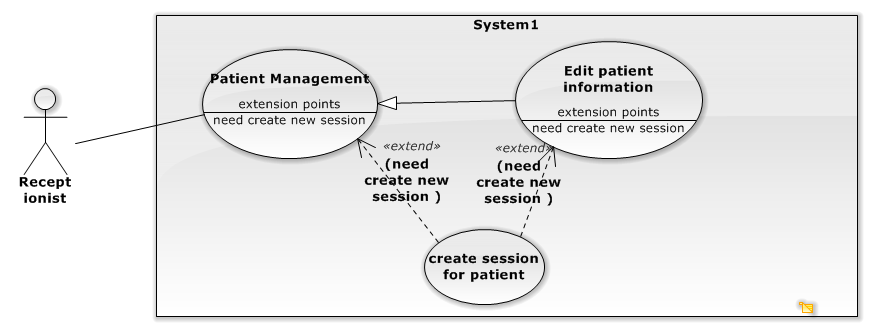 System1
Patient Management
extension points
need create new session
Edit patient
information
extension points
need create new session
Recept
ionist
«extend»
(need
create new
session )
«extend»
(need
create new
session )
create session
for patient